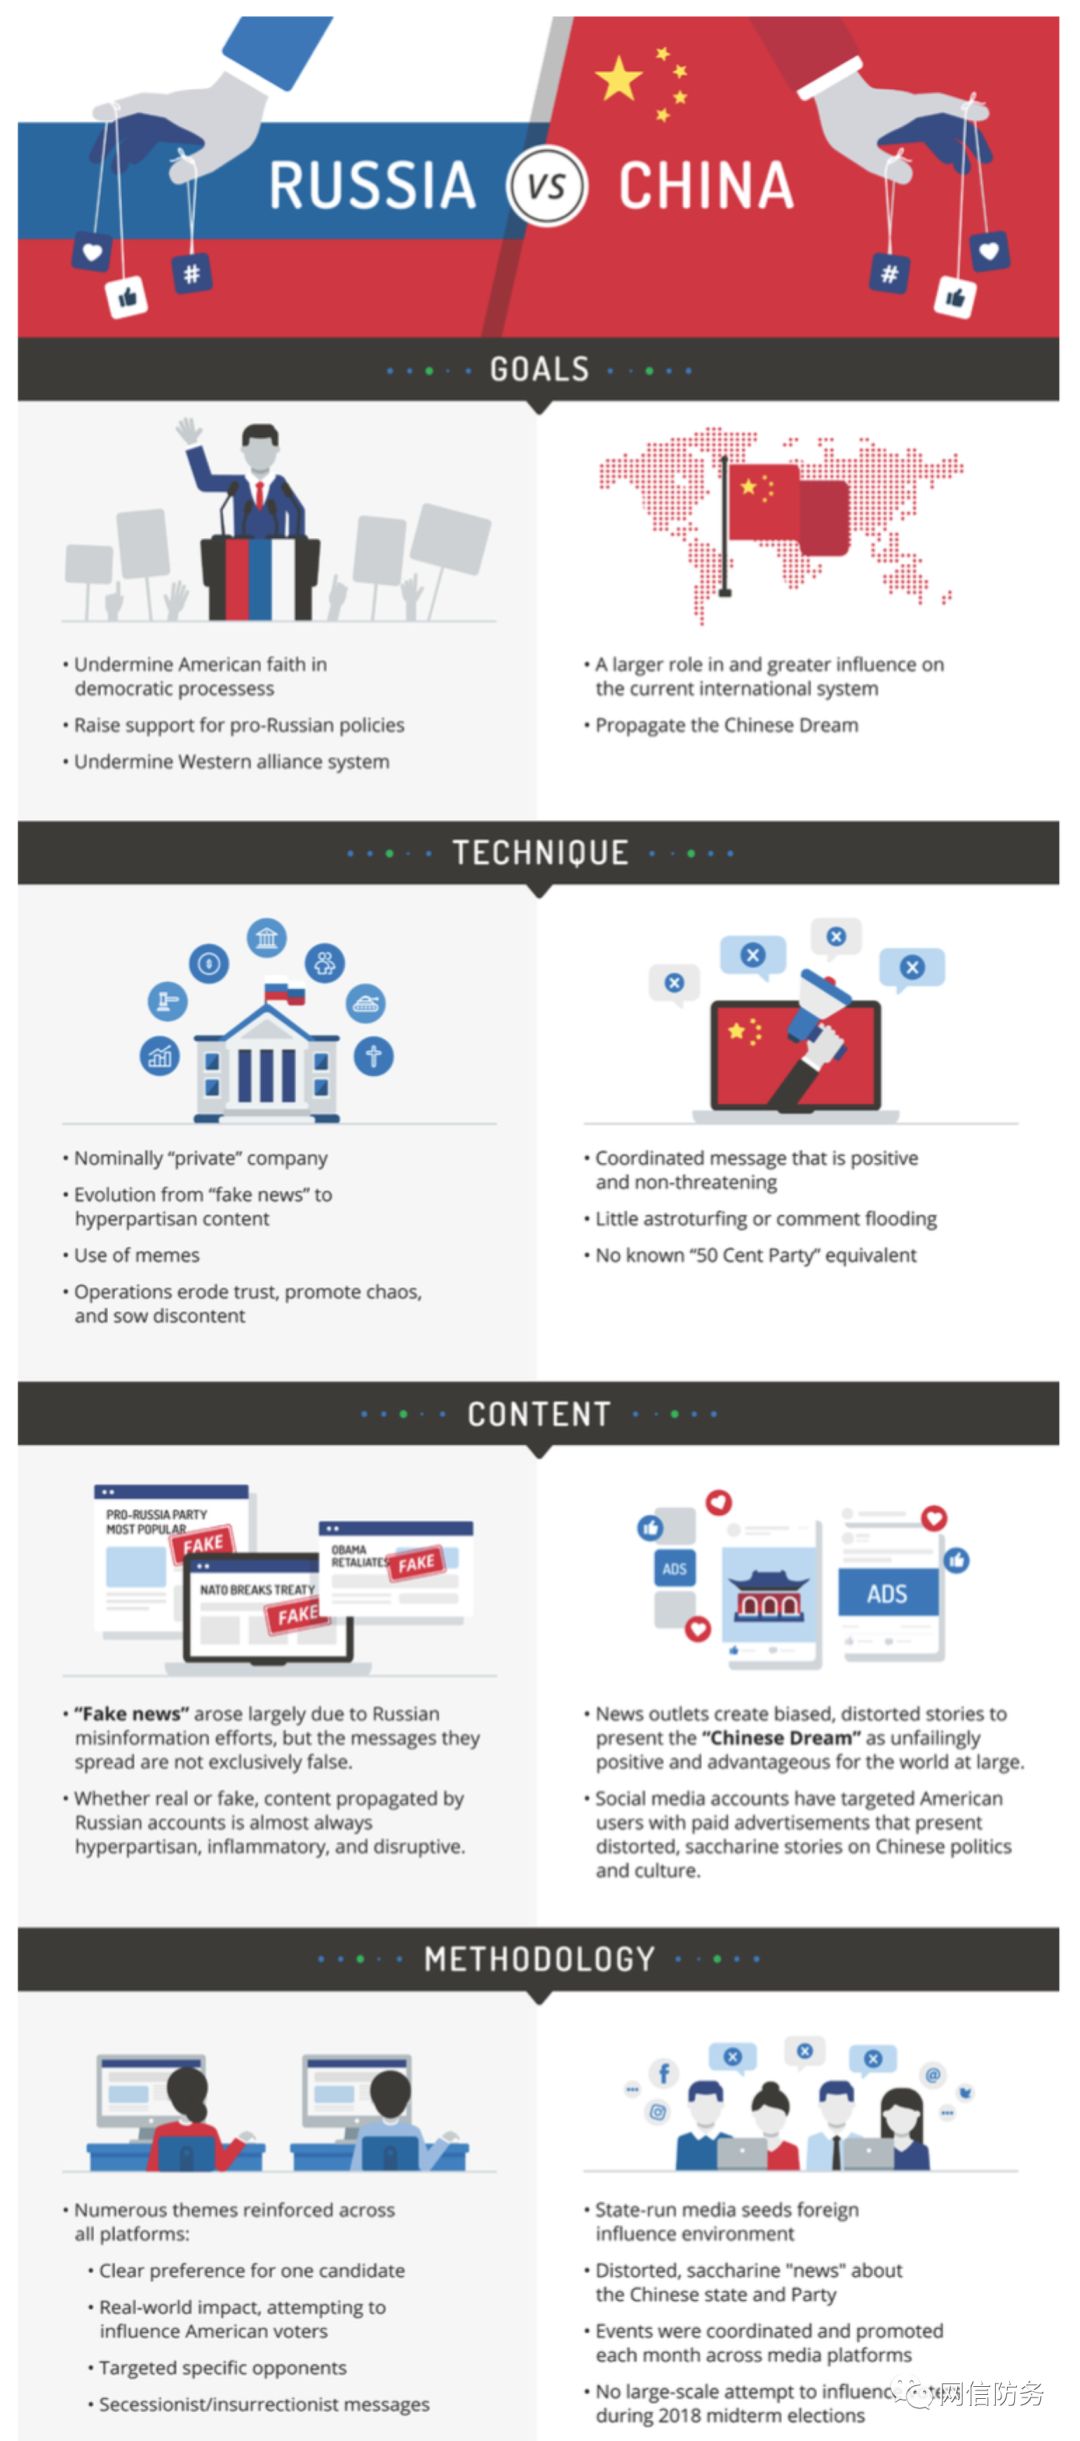 RUSSIA VS CHINA
GOALS
• Undermine American faith in
democratic processess
• Raise support for pro-Russian policies
• Undermine Western alliance system
• A larger role in and greater influence on
the current international system
• Propagate the Chinese Dream
TECHNIQUE
• Nominally “private” company
• Evolution from “fake news” to
hyperpartisan content
• Use of memes
• Operations erode trust, promote chaos,
and sow discontent
• Coordinated message that is positive
and non-threatening
• Little astroturfing or comment flooding
• No known “50 Cent Party” equivalent
CONTENT
PRO-RUSSIA PARTY
MOST POPULAR
FAKE
OBAMA
RETALIATES
FAKE
NATO BREAKS TREATY
FAKE
ADS
ADS
• “Fake news” arose largely due to Russian
misinformation efforts, but the messages they
spread are not exclusively false.
• Whether real or fake, content propagated by
Russian accounts is almost always
hyperpartisan, inflammatory, and disruptive.
• News outlets create biased, distorted stories to
present the “Chinese Dream” as unfailingly
positive and advantageous for the world at large.
• Social media accounts have targeted American
users with paid advertisements that present
distorted, saccharine stories on Chinese politics
and culture.
METHODOLOGY
• Numerous themes reinforced across
all platforms:
• Clear preference for one candidate
• Real-world impact, attempting to
influence American voters
• Targeted specific opponents
• Secessionist/insurrectionist messages
• State-run media seeds foreign
influence environment
• Distorted, saccharine "news" about
the Chinese state and Party
• Events were coordinated and promoted
each month across media platforms
• No large-scale attempt to influence
during 2018 midterm elections
网信防务